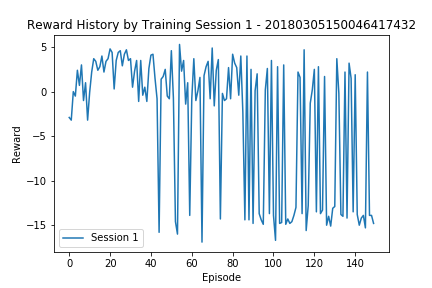 Reward History by Training Session 1 - 20180305150046417432
5
0
−5
−10
−15
Reward
Session 1
0 20 40 60 80 100 120 140
Episode